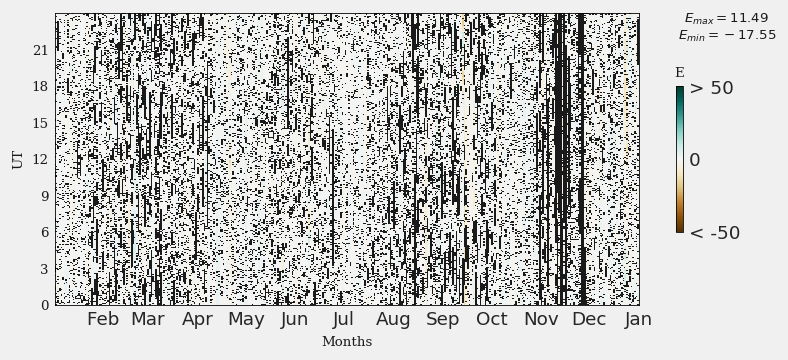 E_max = 11.49
E_min = −17.55
E
> 50
0
< -50
UT
21
18
15
12
9
6
3
0
Feb Mar Apr May Jun Jul Aug Sep Oct Nov Dec Jan
Months